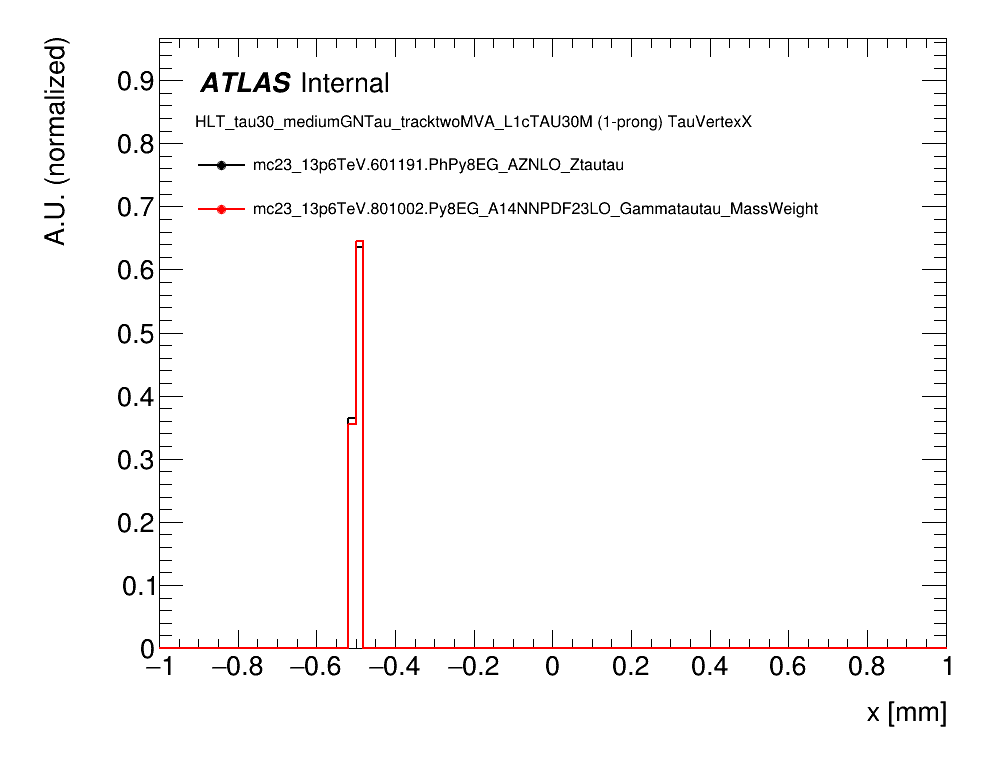 A.U. (normalized)
ATLAS Internal
HLT_tau30_mediumGNTau_tracktwoMVA_L1cTAU30M (1-prong) TauVertexX
mc23_13p6TeV.601191.PhPy8EG_AZNLO_Ztautau
mc23_13p6TeV.801002.Py8EG_A14NNPDF23LO_Gammatautau_MassWeight
0.9
0.8
0.7
0.6
0.5
0.4
0.3
0.2
0.1
0
−1 −0.8 −0.6 −0.4 −0.2 0 0.2 0.4 0.6 0.8 1
x [mm]